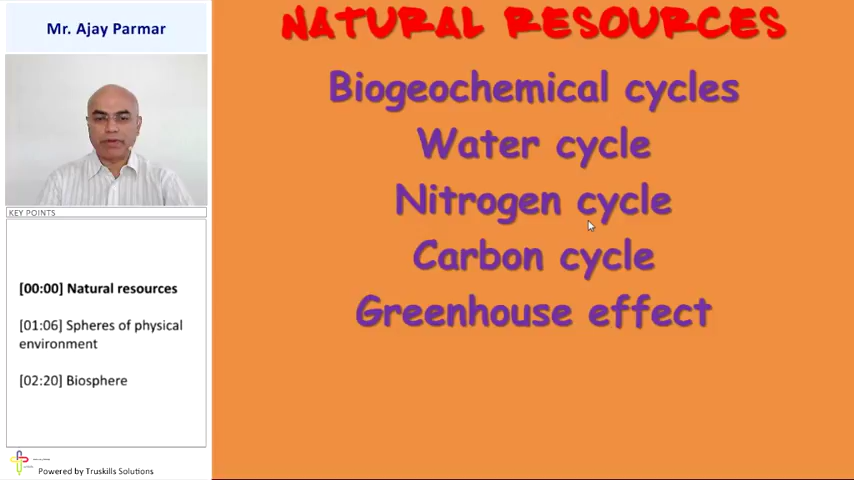 Mr. Ajay Parmar
NATURAL RESOURCES
Biogeochemical cycles
Water cycle
Nitrogen cycle
Carbon cycle
Greenhouse effect
KEY POINTS
[00:00] Natural resources
[01:06] Spheres of physical
environment
[02:20] Biosphere
Powered by Truskills Solutions